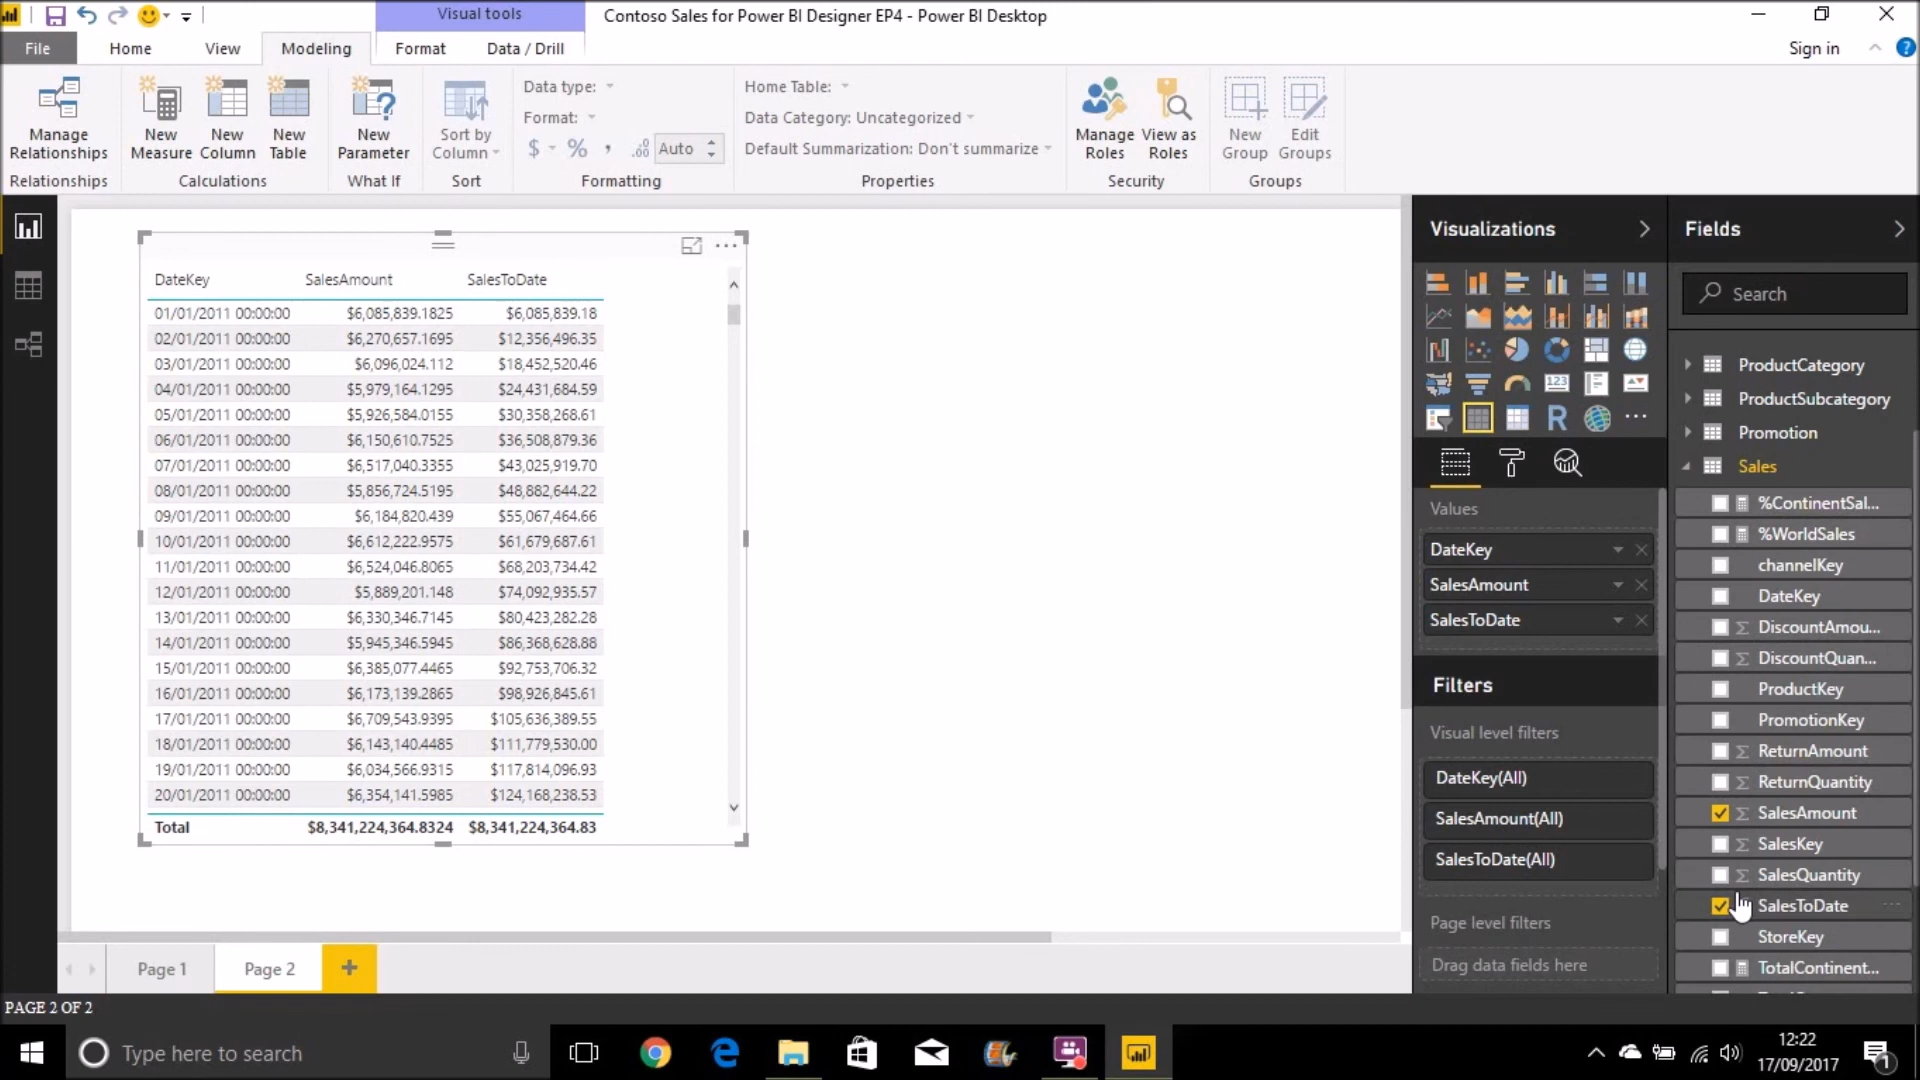 Visual tools
Contoso Sales for Power BI Designer EP4 - Power BI Desktop
File
Home
View
Modeling
Format
Data / Drill
Sign in
Manage Relationships
New Measure
New Column
New Table
New Parameter
Sort by Column
Data type:
Format:
$ % , .00 Auto
Home Table:
Data Category: Uncategorized
Default Summarization: Don't summarize
Manage Roles
View as Roles
New Group
Edit Groups
Relationships
Calculations
What If
Sort
Formatting
Properties
Security
Groups
DateKey SalesAmount SalesToDate
01/01/2011 00:00:00 $6,085,839.1825 $6,085,839.18
02/01/2011 00:00:00 $6,270,657.1695 $12,356,496.35
03/01/2011 00:00:00 $6,096,024.112 $18,452,520.46
04/01/2011 00:00:00 $5,979,164.1295 $24,431,684.59
05/01/2011 00:00:00 $5,926,584.0155 $30,358,268.61
06/01/2011 00:00:00 $6,150,610.7525 $36,508,879.36
07/01/2011 00:00:00 $6,517,040.3355 $43,025,919.70
08/01/2011 00:00:00 $5,856,724.5195 $48,882,644.22
09/01/2011 00:00:00 $6,184,820.439 $55,067,464.66
10/01/2011 00:00:00 $6,612,222.9575 $61,679,687.61
11/01/2011 00:00:00 $6,524,046.8065 $68,203,734.42
12/01/2011 00:00:00 $5,889,201.148 $74,092,935.57
13/01/2011 00:00:00 $6,330,346.7145 $80,423,282.28
14/01/2011 00:00:00 $5,945,346.5945 $86,368,628.88
15/01/2011 00:00:00 $6,385,077.4465 $92,753,706.32
16/01/2011 00:00:00 $6,173,139.2865 $98,926,845.61
17/01/2011 00:00:00 $6,709,543.9395 $105,636,389.55
18/01/2011 00:00:00 $6,143,140.4485 $111,779,530.00
19/01/2011 00:00:00 $6,034,566.9315 $117,814,096.93
20/01/2011 00:00:00 $6,354,141.5985 $124,168,238.53
Total $8,341,224,364.8324 $8,341,224,364.83
Visualizations
123
R
Values
DateKey
SalesAmount
SalesToDate
Filters
Visual level filters
DateKey(All)
SalesAmount(All)
SalesToDate(All)
Page level filters
Drag data fields here
Fields
Search
ProductCategory
ProductSubcategory
Promotion
Sales
%ContinentSal...
%WorldSales
channelKey
DateKey
DiscountAmou...
DiscountQuan...
ProductKey
PromotionKey
ReturnAmount
ReturnQuantity
SalesAmount
SalesKey
SalesQuantity
SalesToDate
StoreKey
TotalContinent...
Page 1
Page 2
PAGE 2 OF 2
Type here to search
12:22
17/09/2017
1